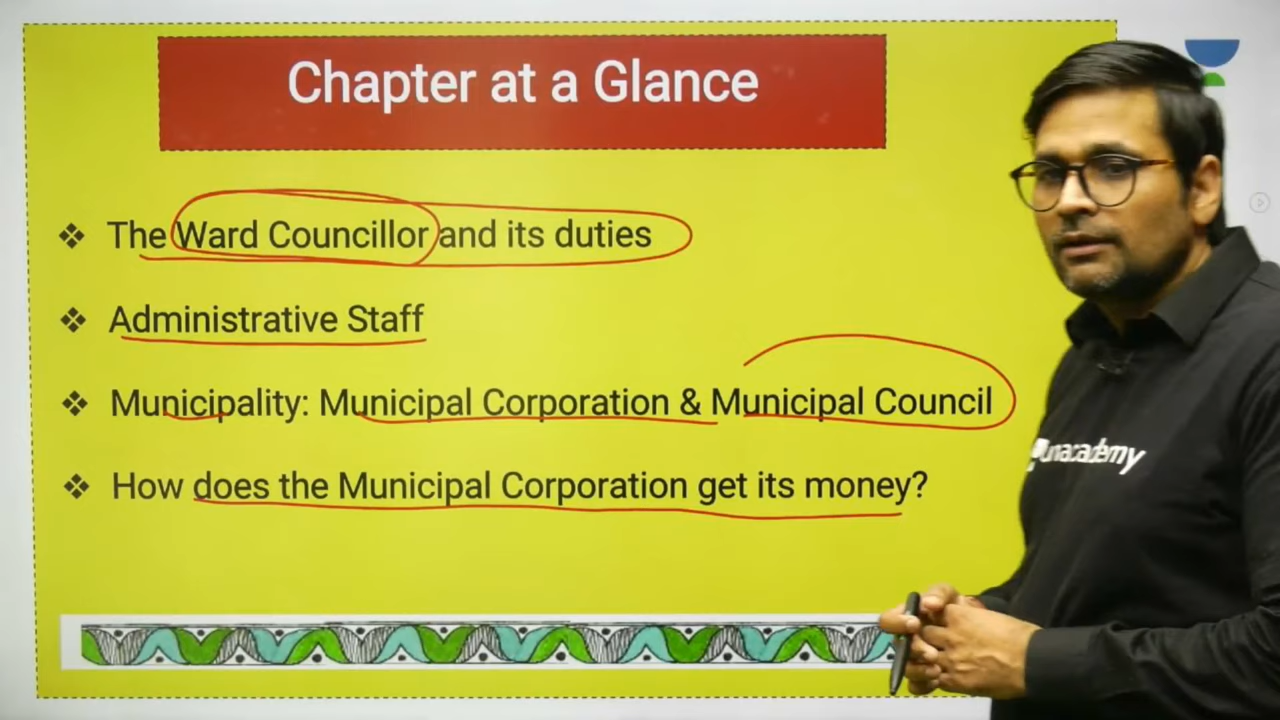 Chapter at a Glance
❖ The Ward Councillor and its duties
❖ Administrative Staff
❖ Municipality: Municipal Corporation & Municipal Council
❖ How does the Municipal Corporation get its money?
unacademy